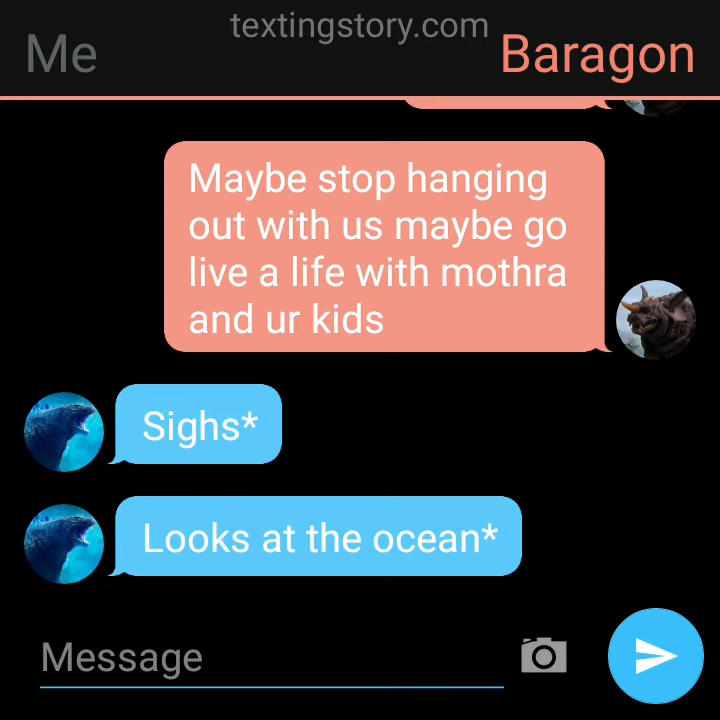 textingstory.com
Me
Baragon
Maybe stop hanging
out with us maybe go
live a life with mothra
and ur kids
Sighs*
Looks at the ocean*
Message